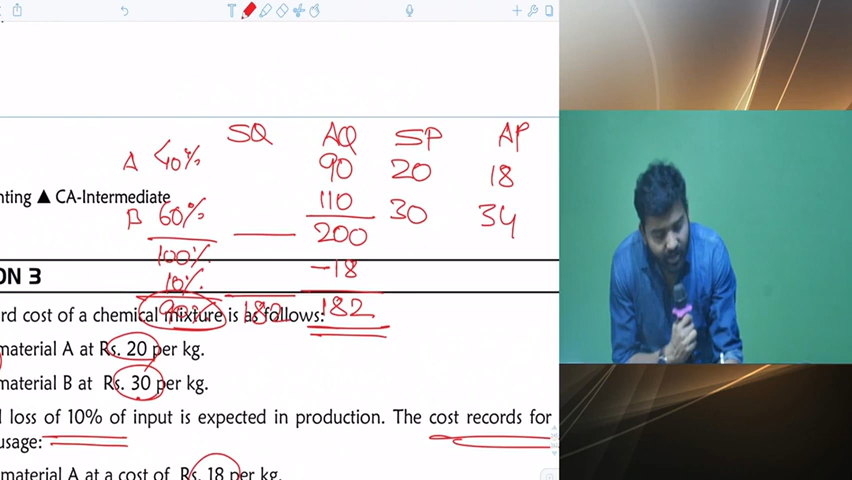 SQ AQ SP AP
A 40% 90 20 18
nting ▲ CA-Intermediate
110
B 60% 30 34
200
100%
ON 3 10% -18
90% 182 182
rd cost of a chemical mixture is as follows:
material A at Rs. 20 per kg.
material B at Rs. 30 per kg.
loss of 10% of input is expected in production. The cost records for
usage:
material A at a cost of Rs. 18 per kg.